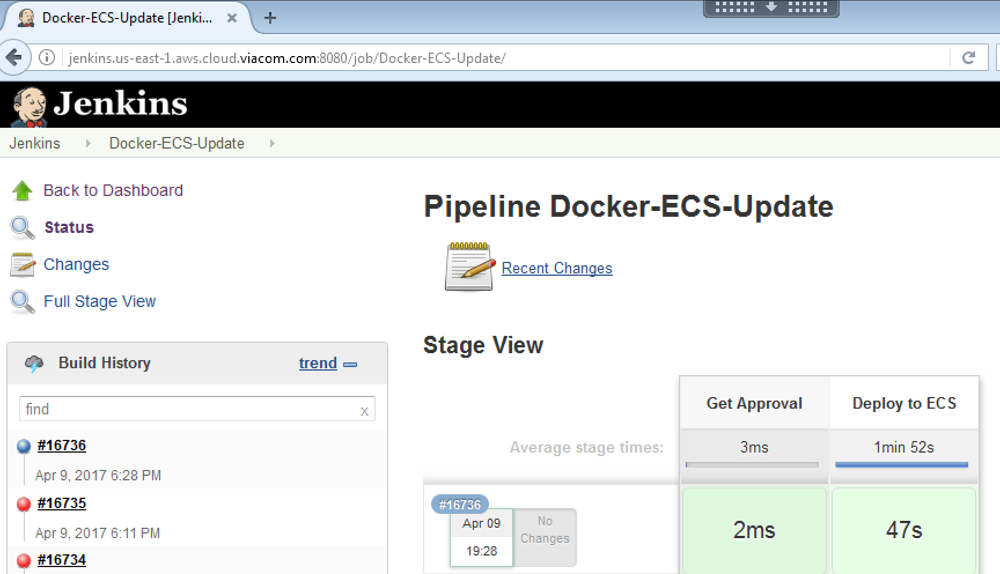 Docker-ECS-Update [Jenki...
jenkins.us-east-1.aws.cloud.viacom.com:8080/job/Docker-ECS-Update/
Jenkins
Jenkins
Docker-ECS-Update
Back to Dashboard
Status
Changes
Full Stage View
Build History
trend
find
x
#16736
Apr 9, 2017 6:28 PM
#16735
Apr 9, 2017 6:11 PM
#16734
Pipeline Docker-ECS-Update
Recent Changes
Stage View
Get Approval
Deploy to ECS
Average stage times:
3ms
1min 52s
#16736
Apr 09
19:28
No
Changes
2ms
47s